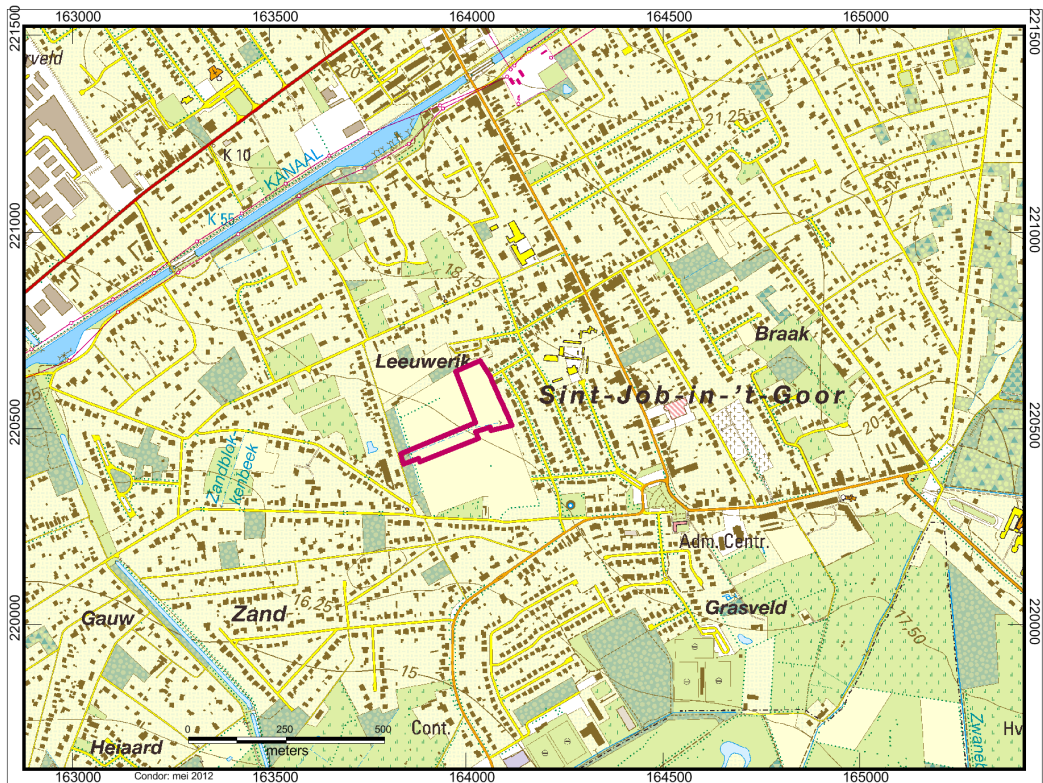 163000 163500 164000 164500 165000
221500
221500
rveld
20
21,25
K 10
KANAAL
K 55
20
221000
221000
18,75
Braak
Leeuwerik
Sint-Job-in-'t-Goor
220500
220500
20
Zandblok-
kenbeek
Adm. Centr.
16,25
Zand
Gauw
Grasveld
17,50
220000
220000
15
Cont.
Heiaard
Hv
0 250 500
meters
Condor: mei 2012
163000 163500 164000 164500 165000